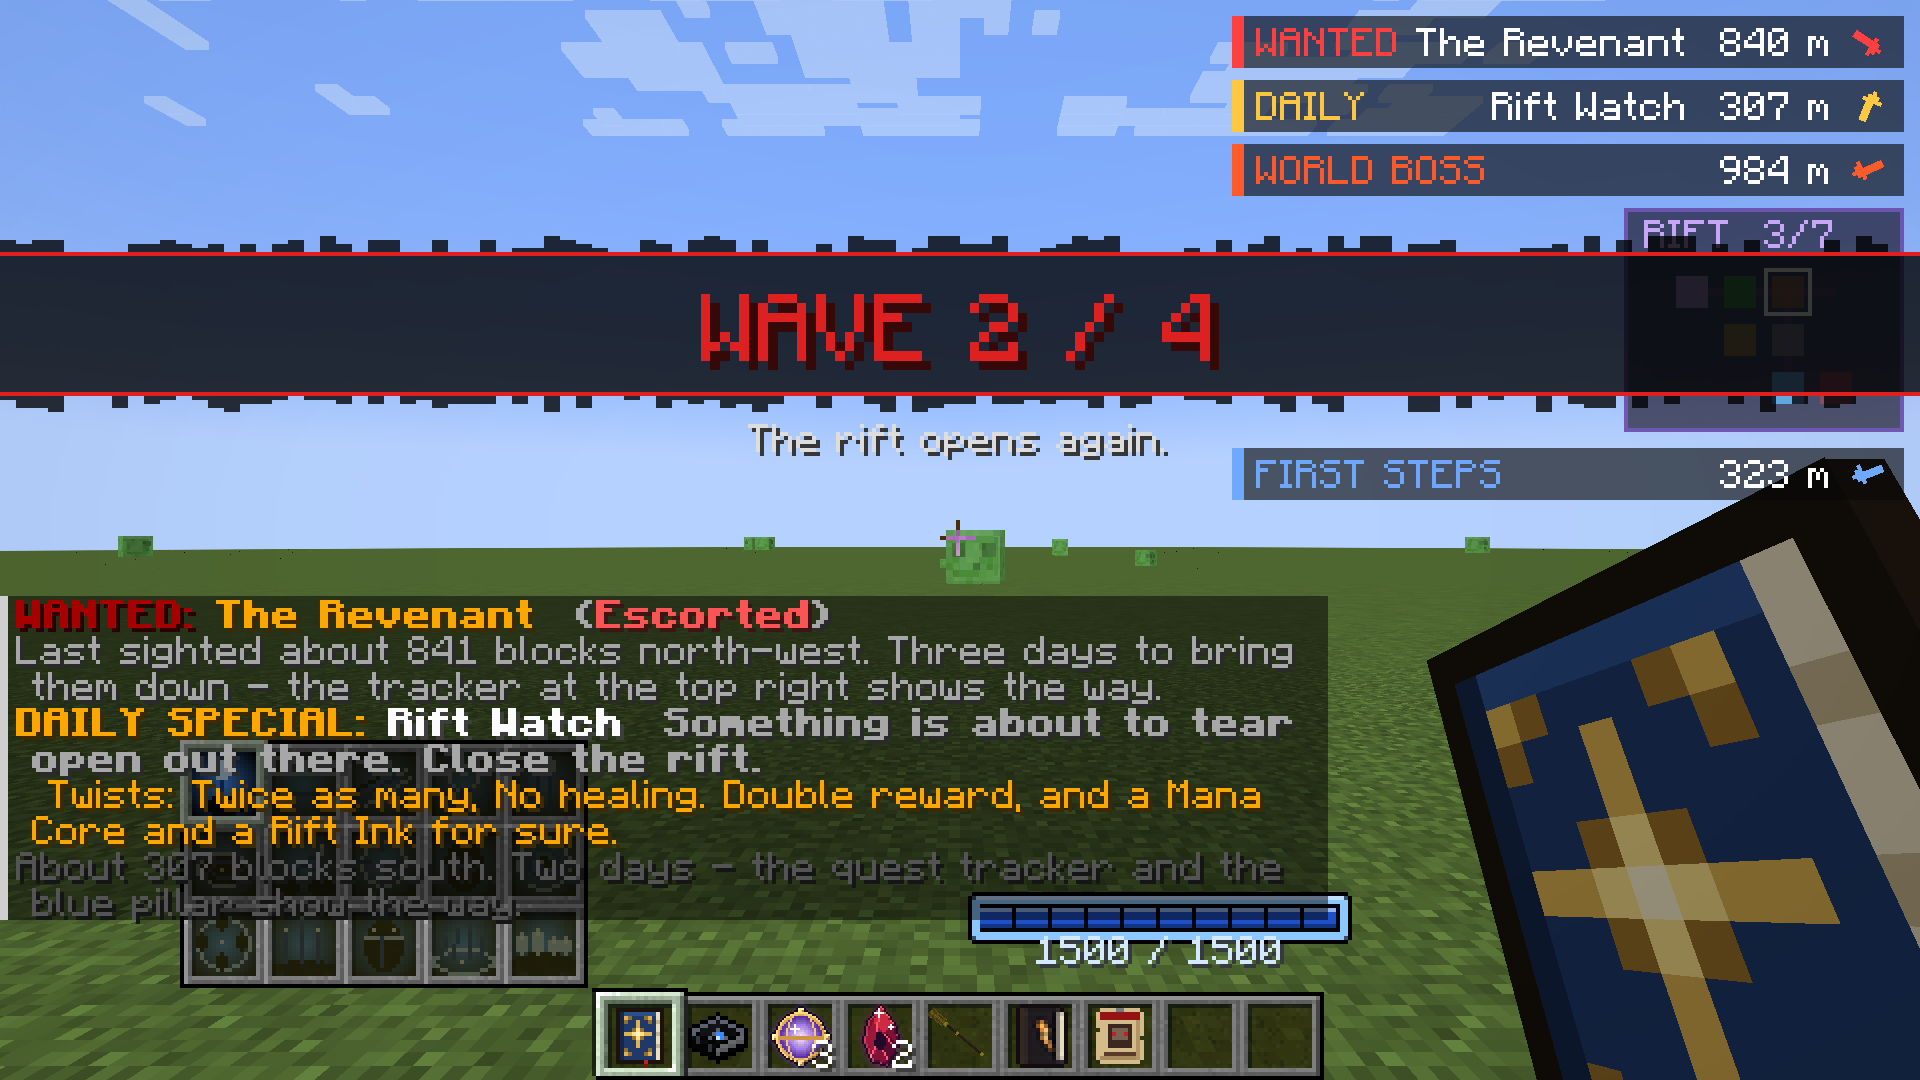 WANTED The Revenant 840 m
DAILY Rift Watch 307 m
WORLD BOSS 984 m
RIFT 3/7
WAVE 2 / 4
The rift opens again.
FIRST STEPS 323 m
WANTED: The Revenant (Escorted)
Last sighted about 841 blocks north-west. Three days to bring
them down - the tracker at the top right shows the way.
DAILY SPECIAL: Rift Watch Something is about to tear
open out there. Close the rift.
Twists: Twice as many, No healing. Double reward, and a Mana
Core and a Rift Ink for sure.
About 307 blocks south. Two days - the quest tracker and the
blue pillar show the way.
1500 / 1500
3
2